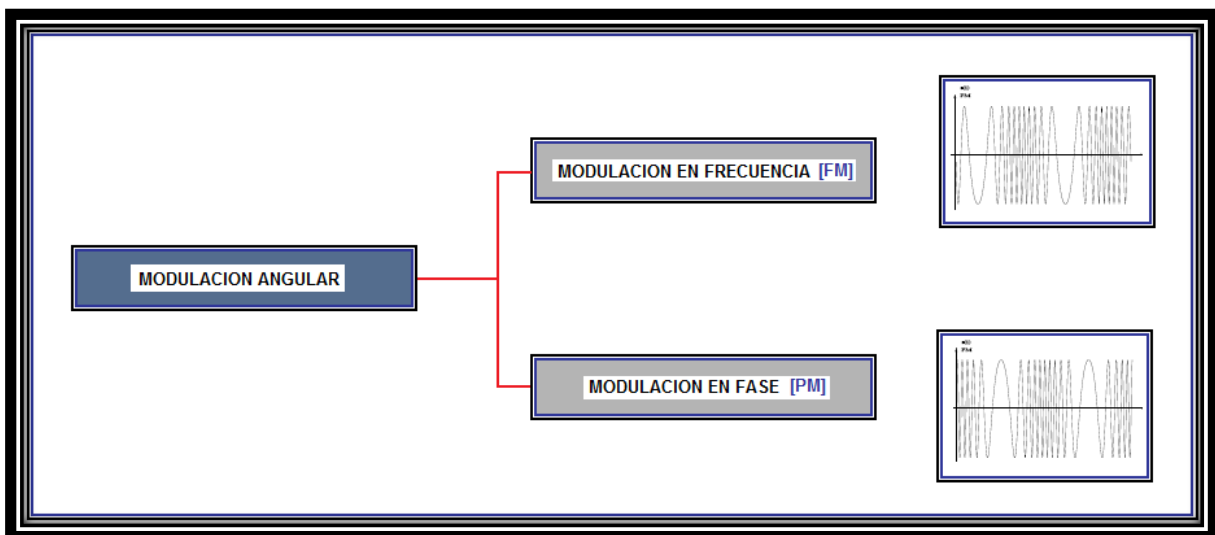 MODULACION EN FRECUENCIA [FM]
MODULACION ANGULAR
MODULACION EN FASE [PM]